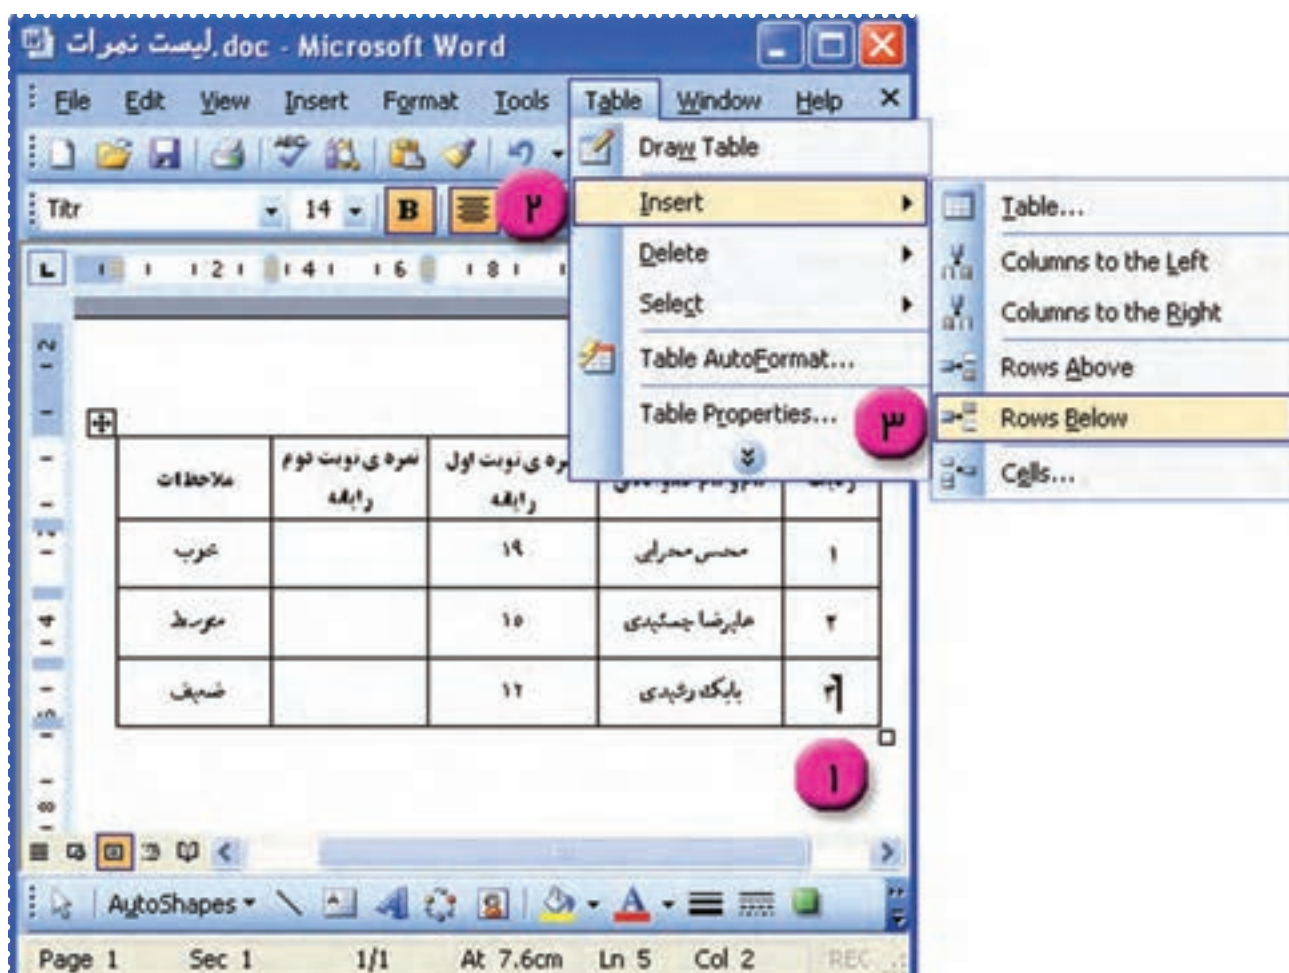 لیست نمرات.doc - Microsoft Word
File Edit View Insert Format Tools Table Window Help
Draw Table
Titr 14 B ۲
Insert
Table...
Delete
Columns to the Left
Select
Columns to the Right
Table AutoFormat...
Rows Above
Table Properties... ۳
Rows Below
Cells...
نمره ی نوبت اول رایانه
نمره ی نوبت دوم رایانه
ملاحظات
۱ محسن محرابی ۱۹ خوب
۲ علیرضا جمشیدی ۱۵ متوسط
۳ بابک رشیدی ۱۲ ضعیف
۱
AutoShapes
Page 1 Sec 1 1/1 At 7.6cm Ln 5 Col 2 REC